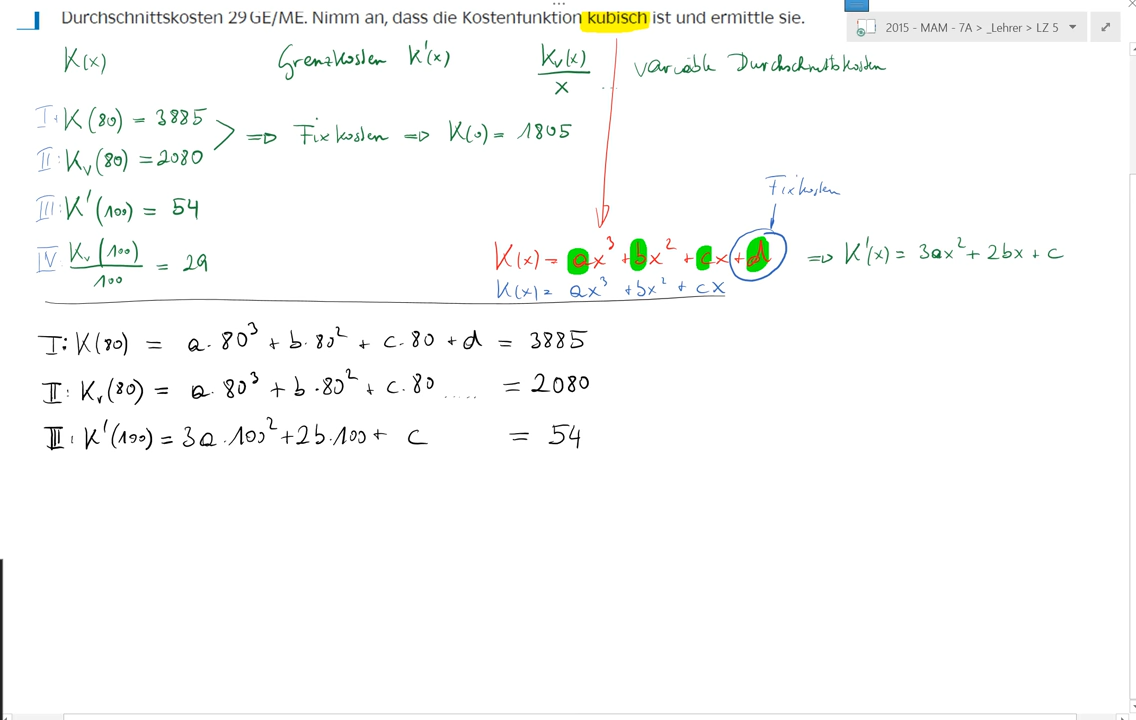 Durchschnittskosten 29 GE/ME. Nimm an, dass die Kostenfunktion kubisch ist und ermittle sie.
2015 - MAM - 7A > _Lehrer > LZ 5
K(x) Grenzkosten K'(x) Kv(x)/x variable Durchschnittskosten
I: K(80) = 3885
II: Kv(80) = 2080
=> Fixkosten => K(0) = 1805
III: K'(100) = 54
Fixkosten
IV: Kv(100)/100 = 29
K(x) = ax³ + bx² + cx + d => K'(x) = 3ax² + 2bx + c
K(x) = ax³ + bx² + cx
I: K(80) = a·80³ + b·80² + c·80 + d = 3885
II: Kv(80) = a·80³ + b·80² + c·80 ..... = 2080
III: K'(100) = 3a·100² + 2b·100 + c = 54